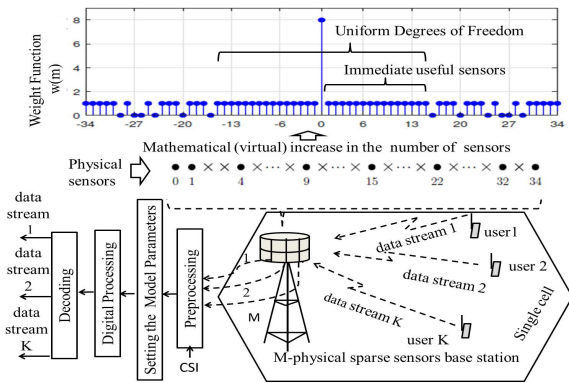 Weight Function
w(m)
8
6
4
2
0
Uniform Degrees of Freedom
Immediate useful sensors
-34 -27 -20 -13 -6 0 6 13 20 27 34
Mathematical (virtual) increase in the number of sensors
Physical
sensors
0 1 4 9 15 22 32 34
data
stream
1
data
stream
2
data
stream
K
Decoding
Digital Processing
Setting the Model Parameters
Preprocessing
CSI
1
2
M
data stream 1
data stream 2
data stream K
user1
user 2
user K
Single cell
M-physical sparse sensors base station